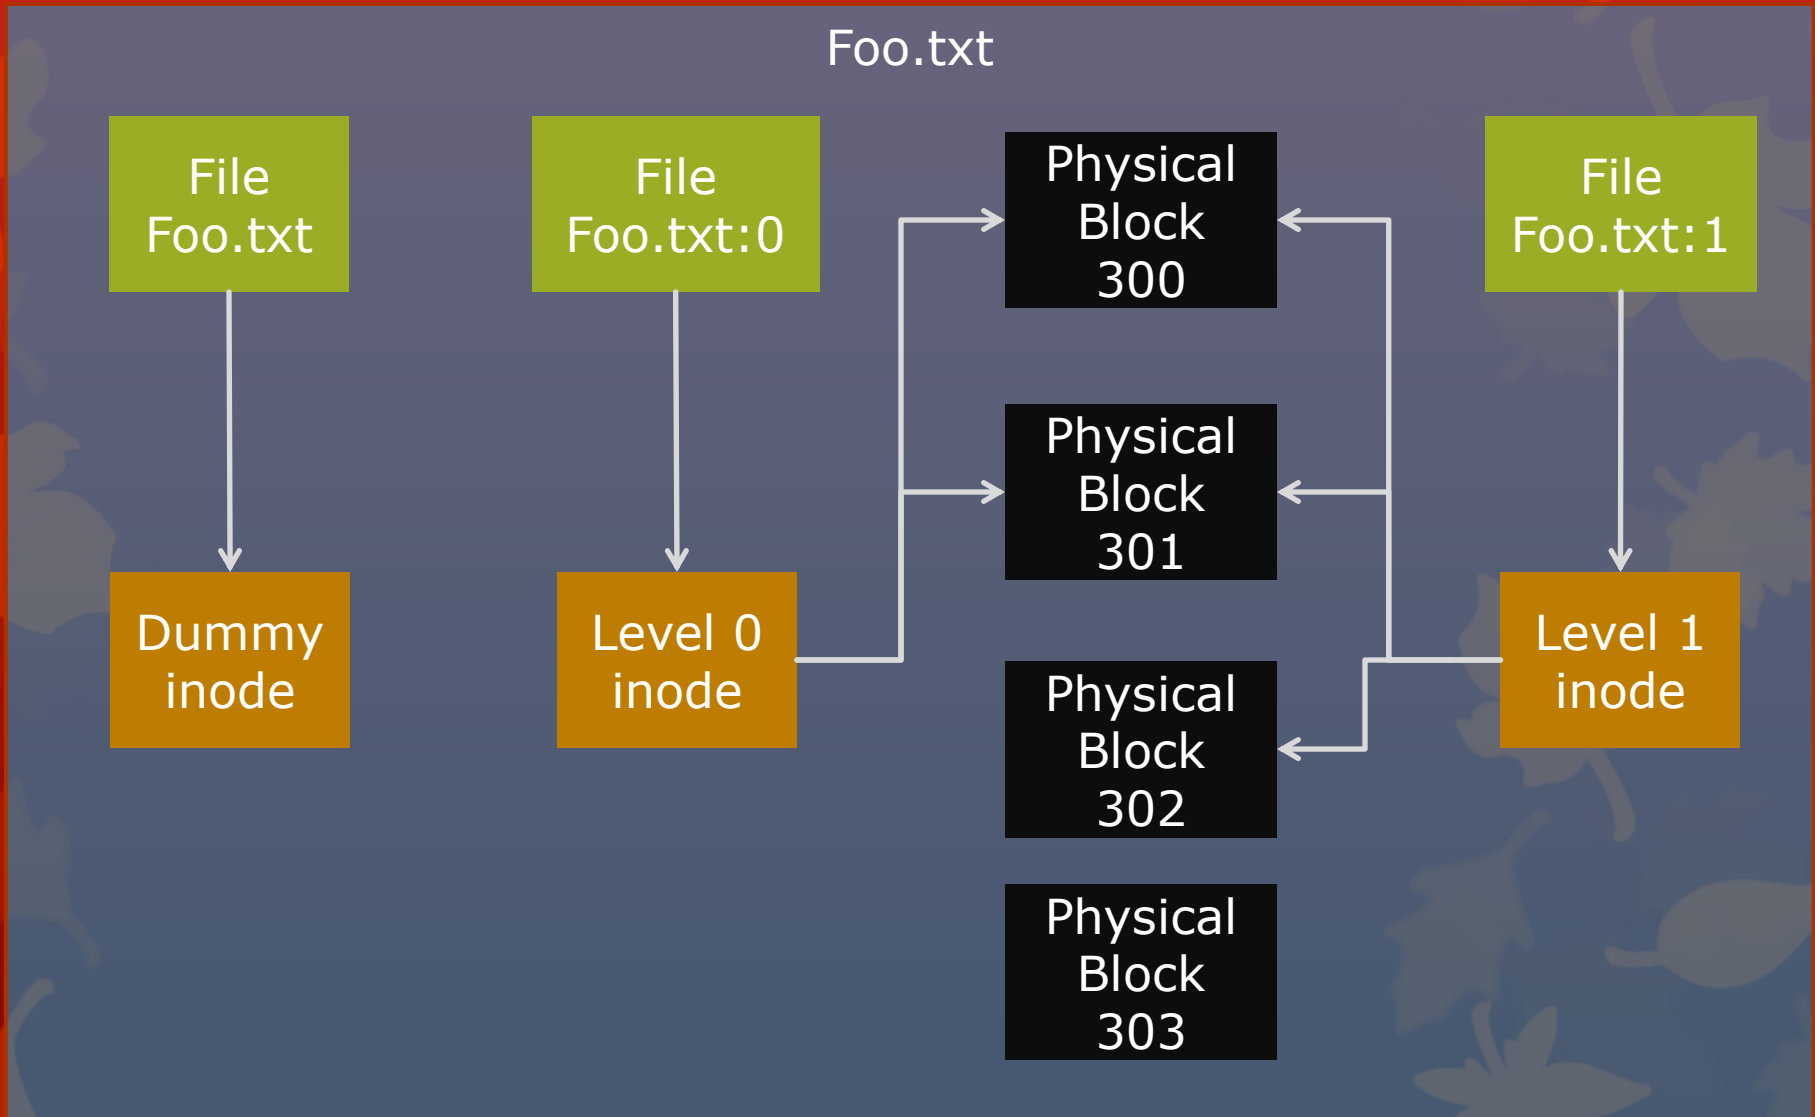 Foo.txt
File
Foo.txt
File
Foo.txt:0
Physical
Block
300
File
Foo.txt:1
Physical
Block
301
Dummy
inode
Level 0
inode
Physical
Block
302
Level 1
inode
Physical
Block
303